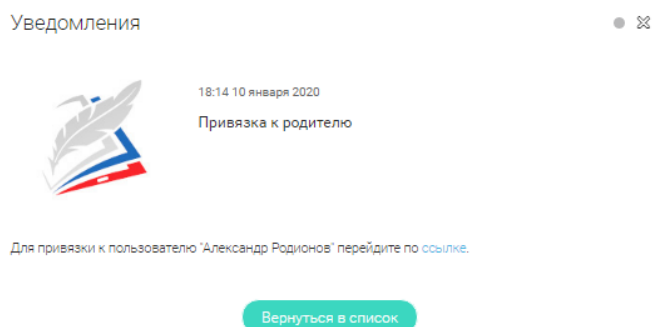 Уведомления
18:14 10 января 2020
Привязка к родителю
Для привязки к пользователю "Александр Родионов" перейдите по ссылке.
Вернуться в список